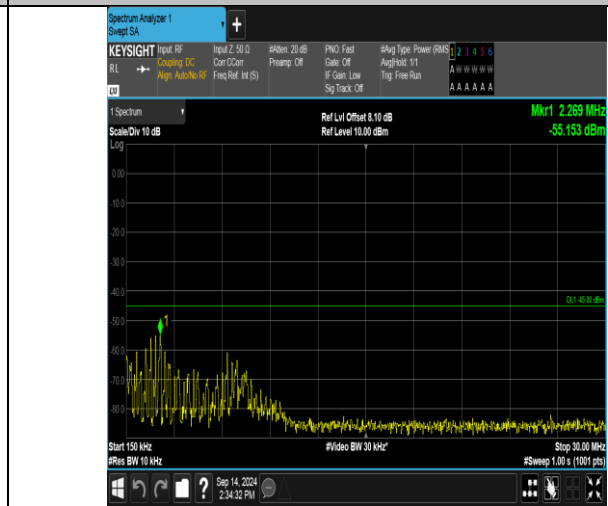 Spectrum Analyzer 1
Swept SA
KEYSIGHT Input: RF Input Z: 50 Ω #Atten: 20 dB PNO: Fast #Avg Type: Power (RMS 1 2 3 4 5 6
RL Coupling: DC Corr CCorr Preamp: Off Gate: Off Avg|Hold: 1/1 A W W W W W
Align: Auto/No RF Freq Ref: Int (S) IF Gain: Low Trig: Free Run
Sig Track: Off A A A A A A
1 Spectrum Ref Lvl Offset 8.10 dB Mkr1 2.269 MHz
Scale/Div 10 dB Ref Level 10.00 dBm -55.153 dBm
Log
0.00
-10.0
-20.0
-30.0
-40.0
DL1 -45.00 dBm
-50.0
1
-60.0
-70.0
-80.0
Start 150 kHz #Video BW 30 kHz* Stop 30.00 MHz
#Res BW 10 kHz #Sweep 1.00 s (1001 pts)
? Sep 14, 2024
2:34:32 PM